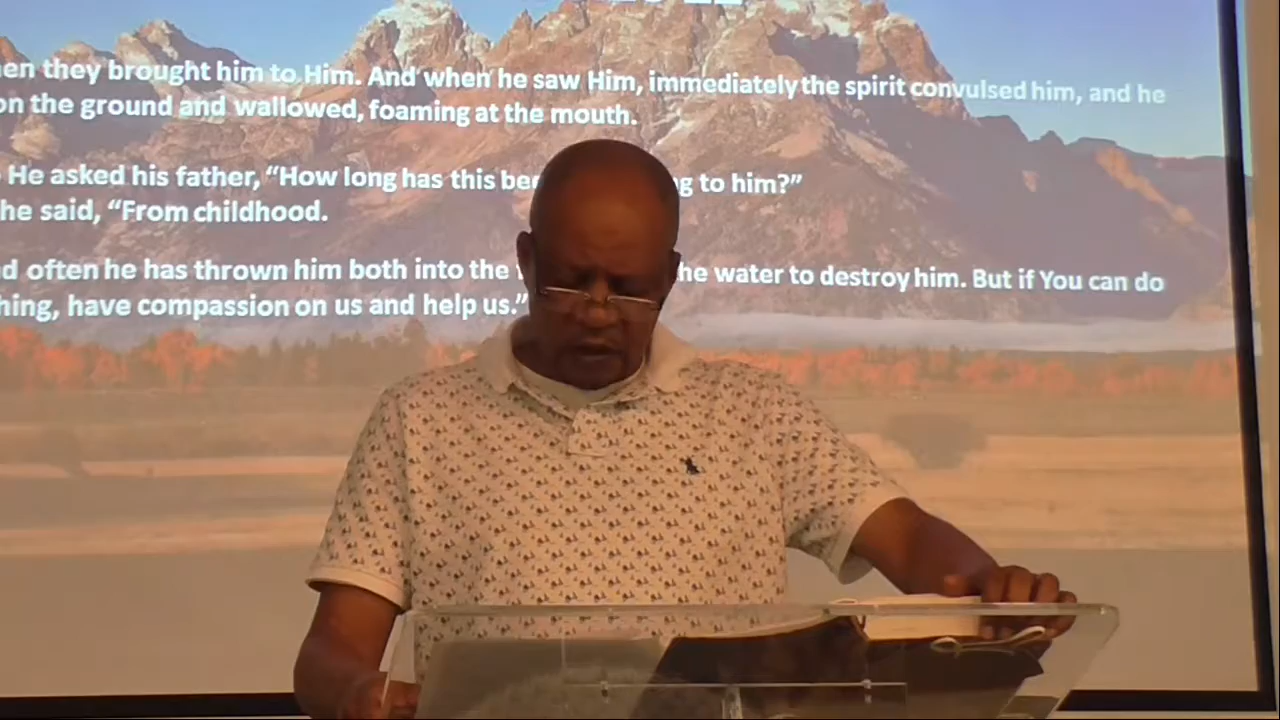 en they brought him to Him. And when he saw Him, immediately the spirit convulsed him, and he
on the ground and wallowed, foaming at the mouth.
He asked his father, “How long has this be g to him?”
he said, “From childhood.
d often he has thrown him both into the he water to destroy him. But if You can do
hing, have compassion on us and help us.”